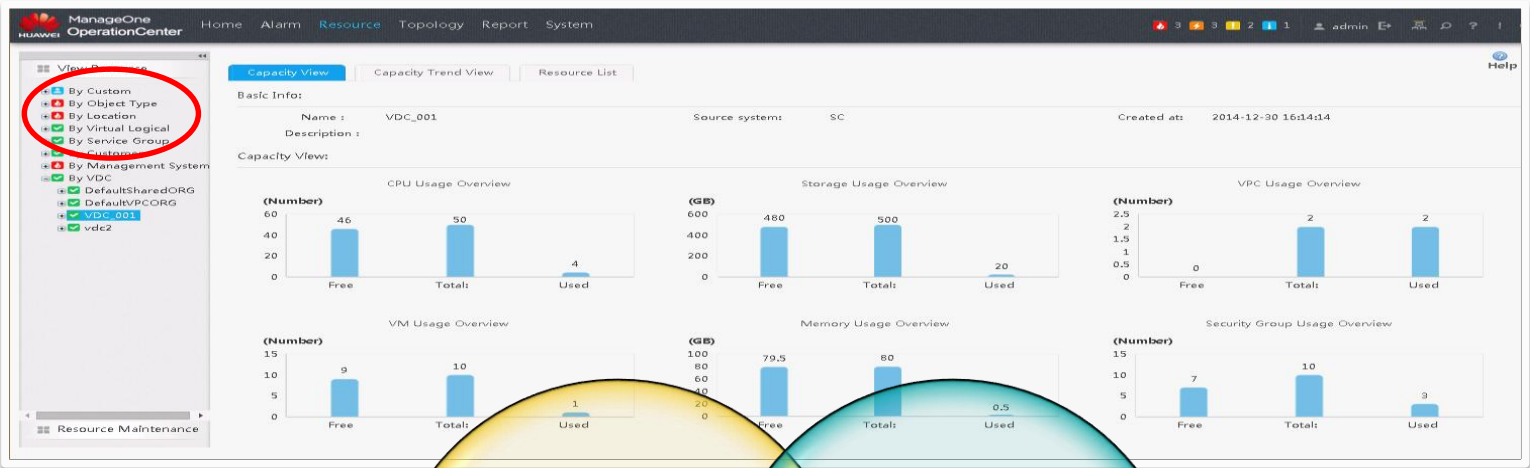 ManageOne
HUAWEI OperationCenter
Home Alarm Resource Topology Report System
3 3 2 1 admin ? !
View Resource
By Custom
By Object Type
By Location
By Virtual Logical
By Service Group
By Customer
By Management System
By VDC
DefaultSharedORG
DefaultVPCORG
VDC_001
vdc2
Resource Maintenance
Capacity View Capacity Trend View Resource List
Help
Basic Info:
Name : VDC_001 Source system: SC Created at: 2014-12-30 16:14:14
Description :
Capacity View:
CPU Usage Overview
(Number)
60
40
20
0
46 50 4
Free Total: Used
Storage Usage Overview
(GB)
600
400
200
0
480 500 20
Free Total: Used
VPC Usage Overview
(Number)
2.5
2
1.5
1
0.5
0
0 2 2
Free Total: Used
VM Usage Overview
(Number)
15
10
5
0
9 10 1
Free Total: Used
Memory Usage Overview
(GB)
100
80
60
40
20
0
79.5 80 0.5
Free Total: Used
Security Group Usage Overview
(Number)
15
10
5
0
7 10 3
Free Total: Used